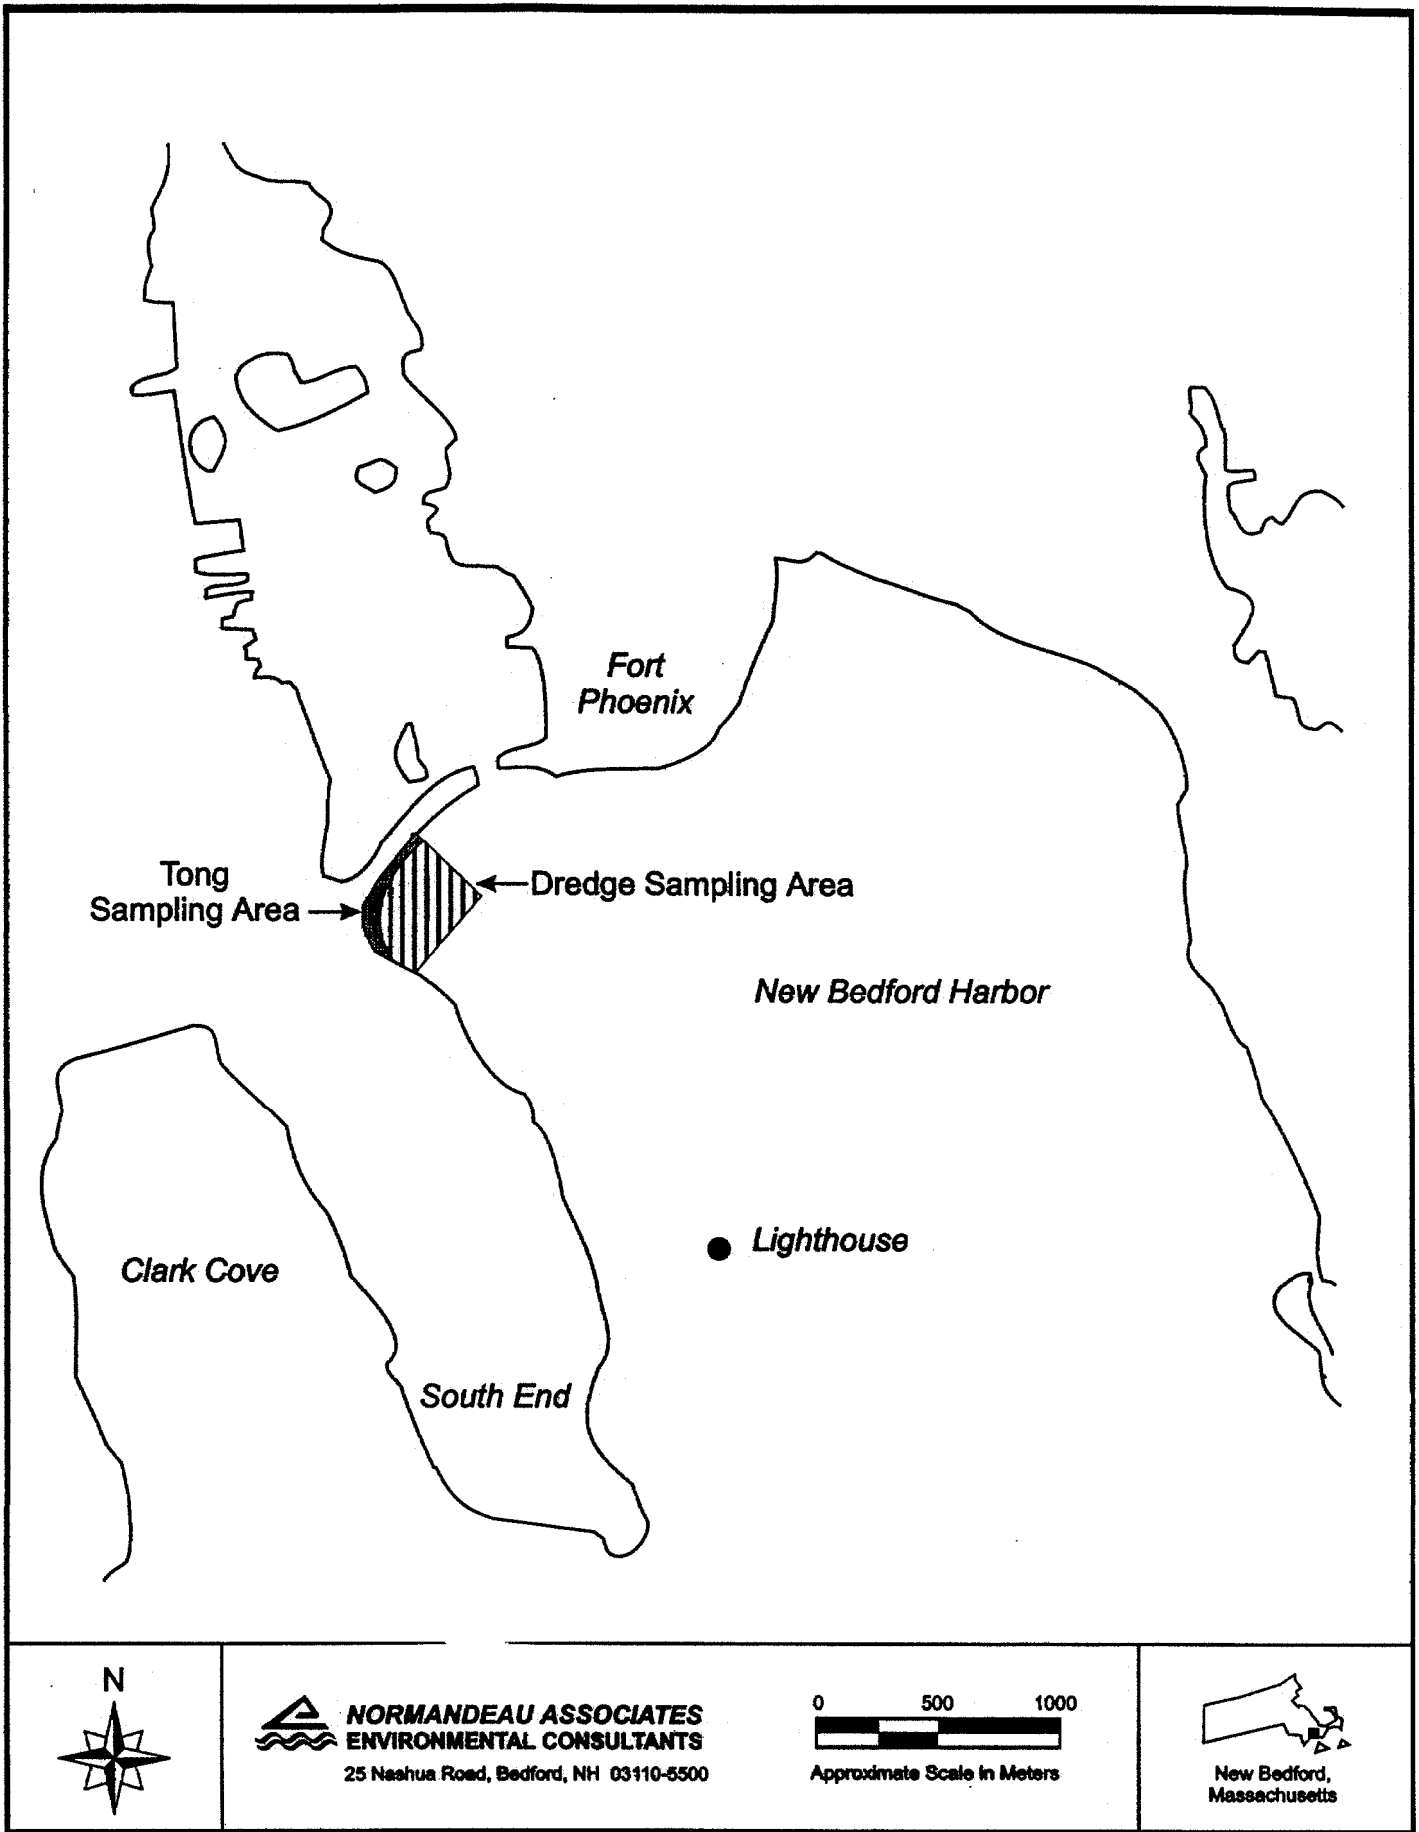 Fort
Phoenix
Tong
Sampling Area
Dredge Sampling Area
New Bedford Harbor
Lighthouse
Clark Cove
South End
N
NORMANDEAU ASSOCIATES
ENVIRONMENTAL CONSULTANTS
25 Nashua Road, Bedford, NH 03110-5500
0 500 1000
Approximate Scale in Meters
New Bedford,
Massachusetts